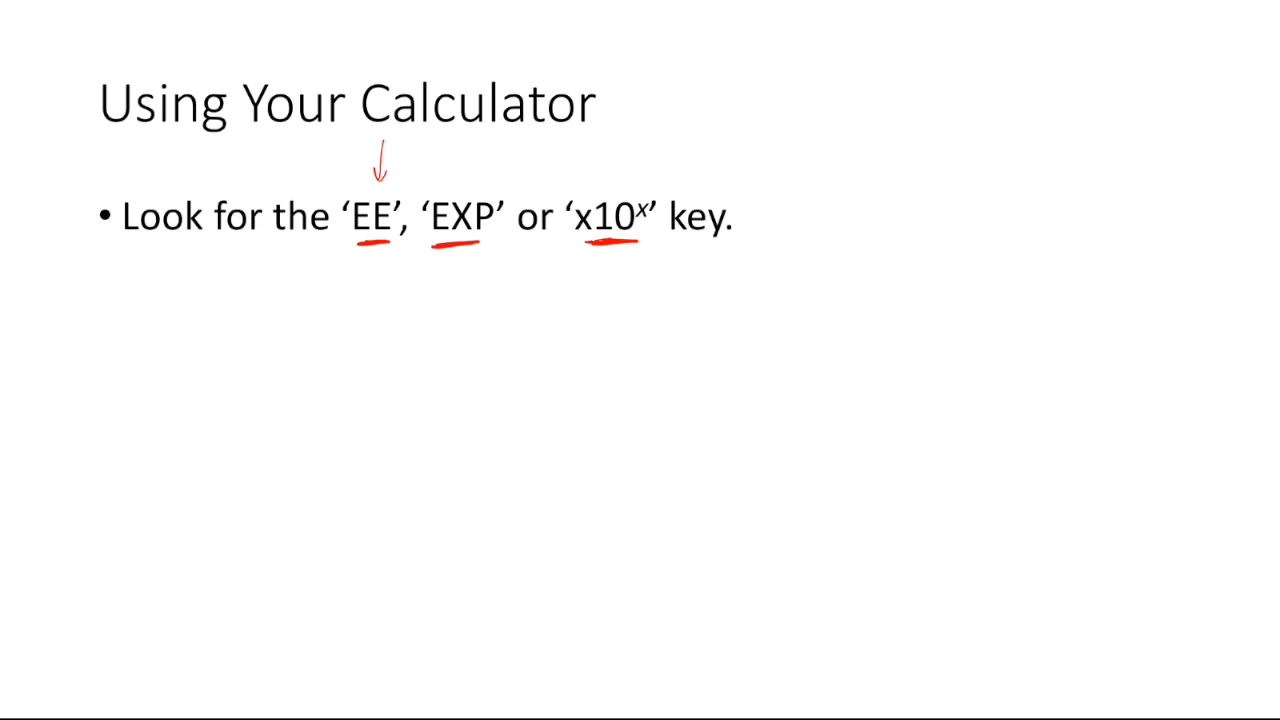 Using Your Calculator
• Look for the ‘EE’, ‘EXP’ or ‘x10ˣ’ key.